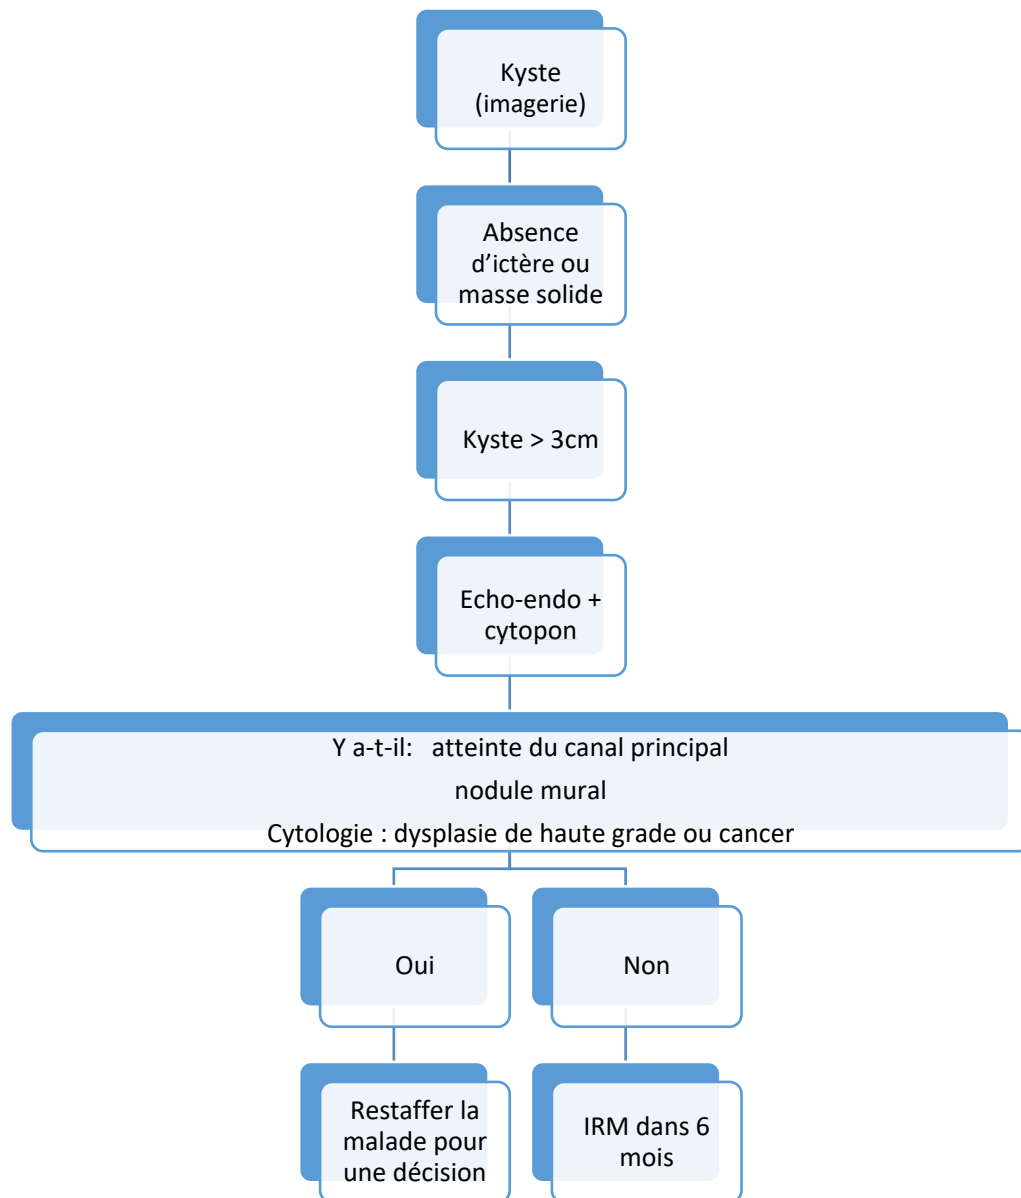 Kyste
(imagerie)
Absence
d'ictère ou
masse solide
Kyste > 3cm
Echo-endo +
cytopon
Y a-t-il: atteinte du canal principal
nodule mural
Cytologie : dysplasie de haute grade ou cancer
Oui
Non
Restaffer la
malade pour
une décision
IRM dans 6
mois